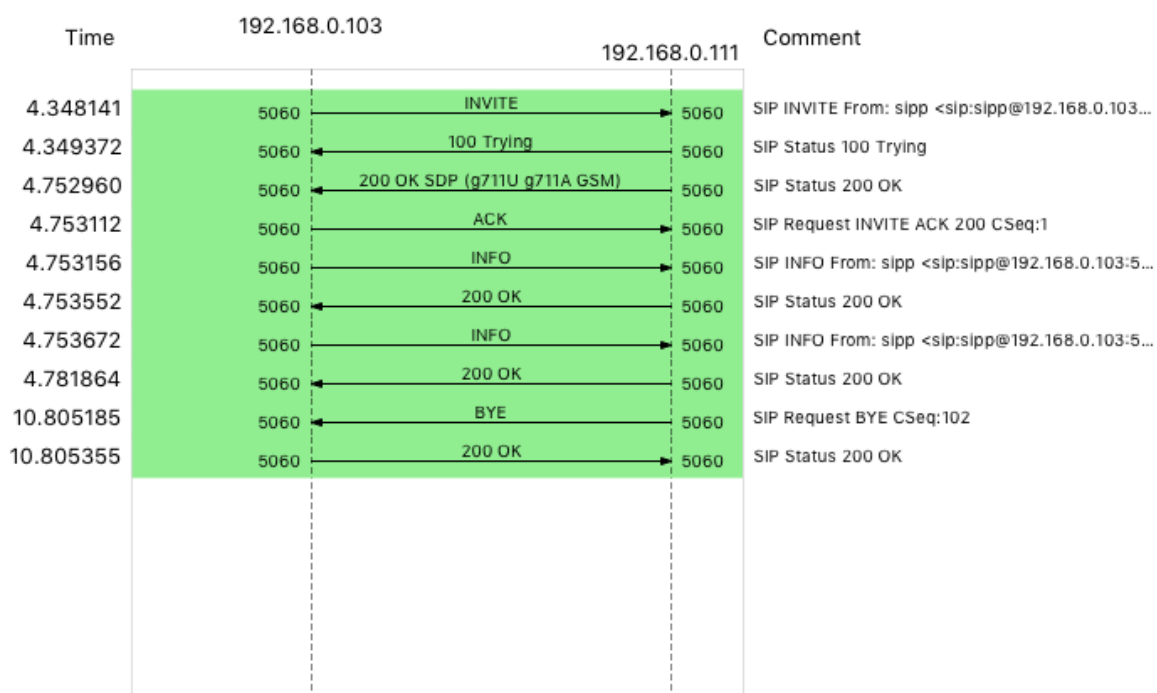 Time 192.168.0.103 192.168.0.111 Comment
4.348141 5060 INVITE 5060 SIP INVITE From: sipp <sip:sipp@192.168.0.103...
4.349372 5060 100 Trying 5060 SIP Status 100 Trying
4.752960 5060 200 OK SDP (g711U g711A GSM) 5060 SIP Status 200 OK
4.753112 5060 ACK 5060 SIP Request INVITE ACK 200 CSeq:1
4.753156 5060 INFO 5060 SIP INFO From: sipp <sip:sipp@192.168.0.103:5...
4.753552 5060 200 OK 5060 SIP Status 200 OK
4.753672 5060 INFO 5060 SIP INFO From: sipp <sip:sipp@192.168.0.103:5...
4.781864 5060 200 OK 5060 SIP Status 200 OK
10.805185 5060 BYE 5060 SIP Request BYE CSeq:102
10.805355 5060 200 OK 5060 SIP Status 200 OK